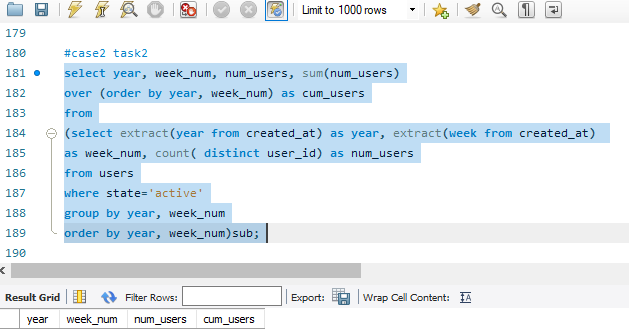 Limit to 1000 rows
179
180 #case2 task2
181 select year, week_num, num_users, sum(num_users)
182 over (order by year, week_num) as cum_users
183 from
184 (select extract(year from created_at) as year, extract(week from created_at)
185 as week_num, count( distinct user_id) as num_users
186 from users
187 where state='active'
188 group by year, week_num
189 order by year, week_num)sub;
190
Result Grid Filter Rows: Export: Wrap Cell Content: IA
year week_num num_users cum_users